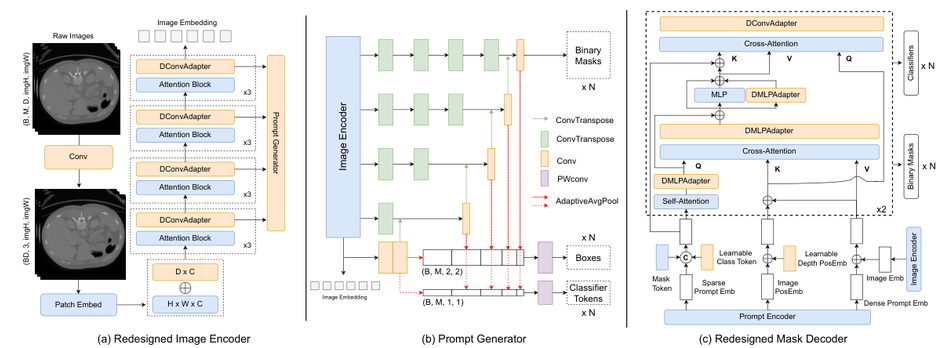 Raw Images
(B, M, D, imgH, imgW)
Conv
(BD, 3, imgH, imgW)
Patch Embed
Image Embedding
DConvAdapter
Attention Block
x3
DConvAdapter
Attention Block
x3
DConvAdapter
Attention Block
x3
DConvAdapter
Attention Block
x3
Prompt Generator
D x C
H x W x C
(a) Redesigned Image Encoder
Image Encoder
Image Embedding
Binary
Masks
x N
ConvTranspose
ConvTranspose
Conv
PWconv
AdaptiveAvgPool
x N
(B, M, 2, 2)
Boxes
(B, M, 1, 1)
Classifier
Tokens
x N
(b) Prompt Generator
DConvAdapter
Cross-Attention
K
V
Q
MLP
DMLPAdapter
DMLPAdapter
Cross-Attention
Q
K
V
DMLPAdapter
Self-Attention
x2
Classifiers
x N
Binary Masks
x N
Mask
Token
C
Learnable
Class Token
Sparse
Prompt Emb
Learnable
Depth PosEmb
Image
PosEmb
Image Emb
Image Encoder
Dense Prompt Emb
Prompt Encoder
(c) Redesigned Mask Decoder